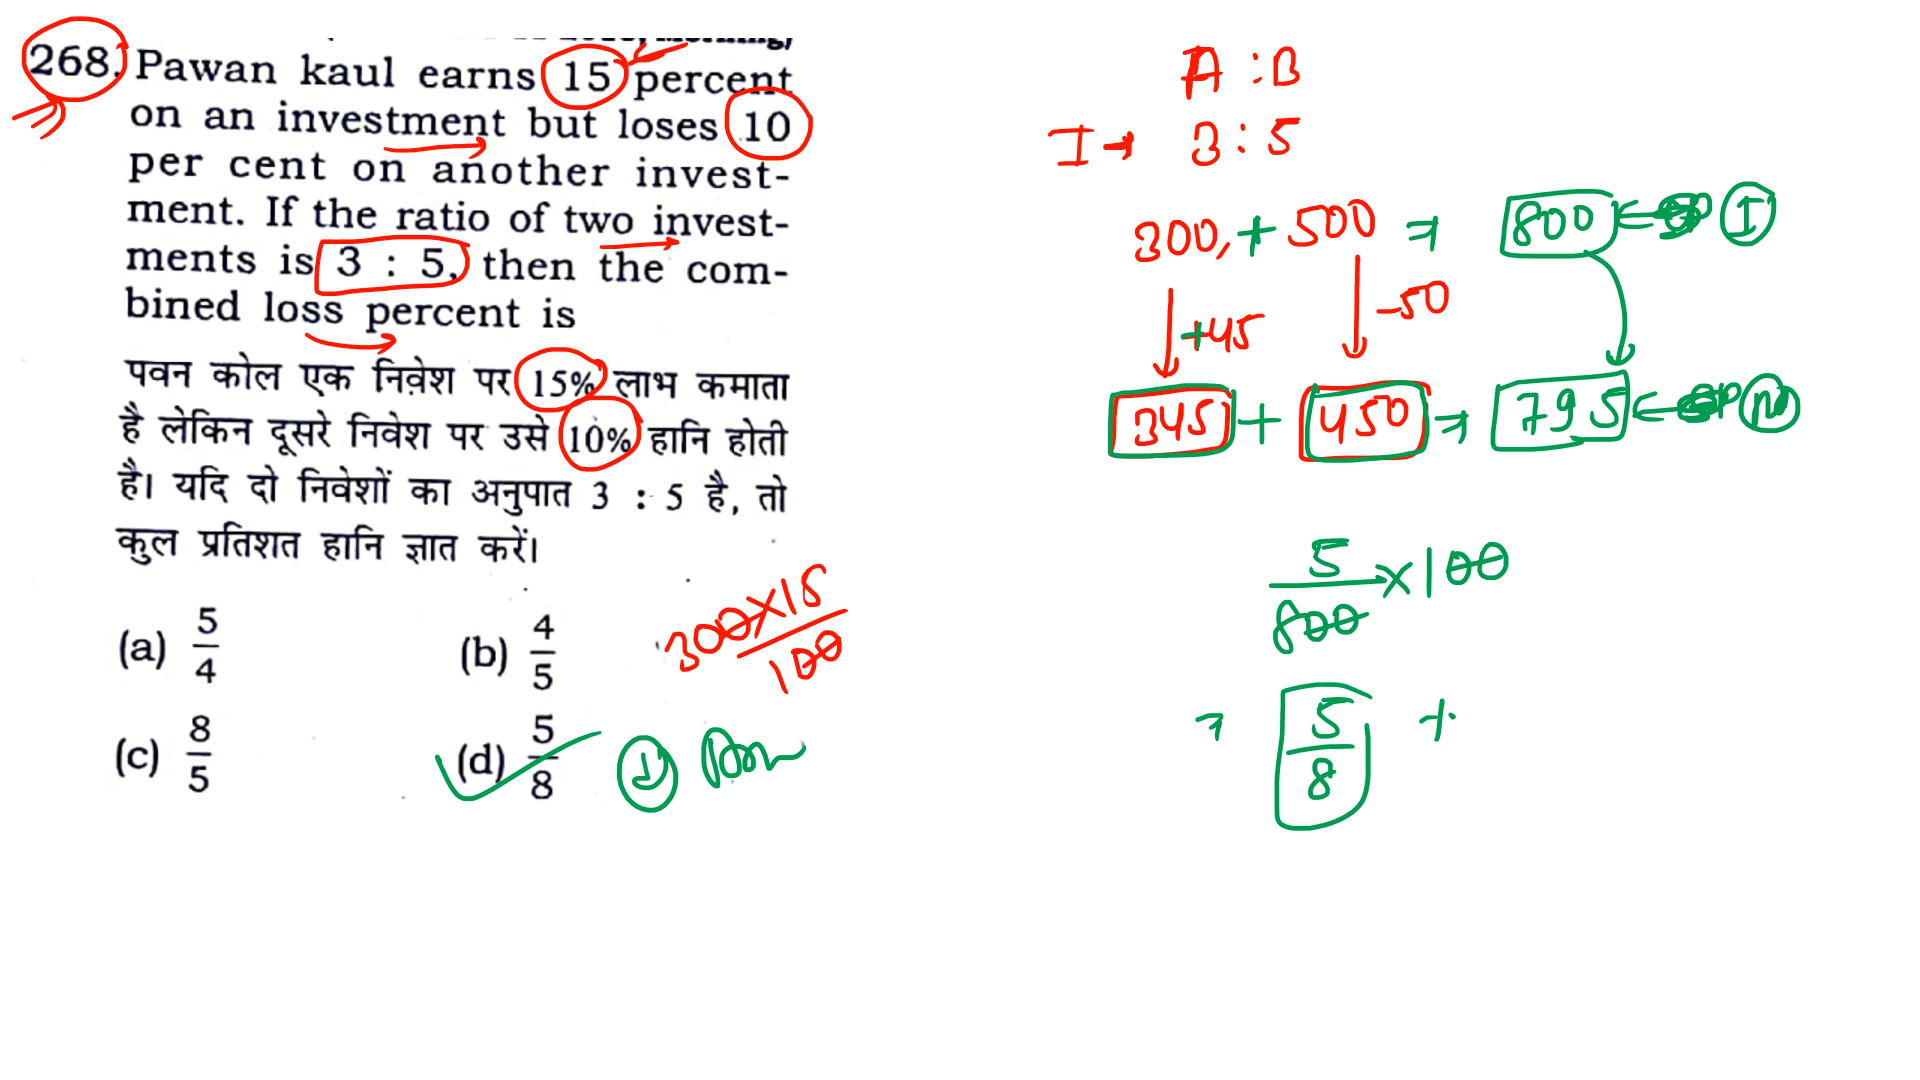 268. Pawan kaul earns 15 percent
on an investment but loses 10
per cent on another invest-
ment. If the ratio of two invest-
ments is 3 : 5, then the com-
bined loss percent is
पवन कोल एक निवेश पर 15% लाभ कमाता
है लेकिन दूसरे निवेश पर उसे 10% हानि होती
है। यदि दो निवेशों का अनुपात 3 : 5 है, तो
कुल प्रतिशत हानि ज्ञात करें।
(a) 5/4 (b) 4/5
(c) 8/5 (d) 5/8
300×15/100
A : B
I → 3 : 5
300, + 500 → 800 ← I
+45 -50
345 + 450 → 795 ←
5/800 × 100
5/8